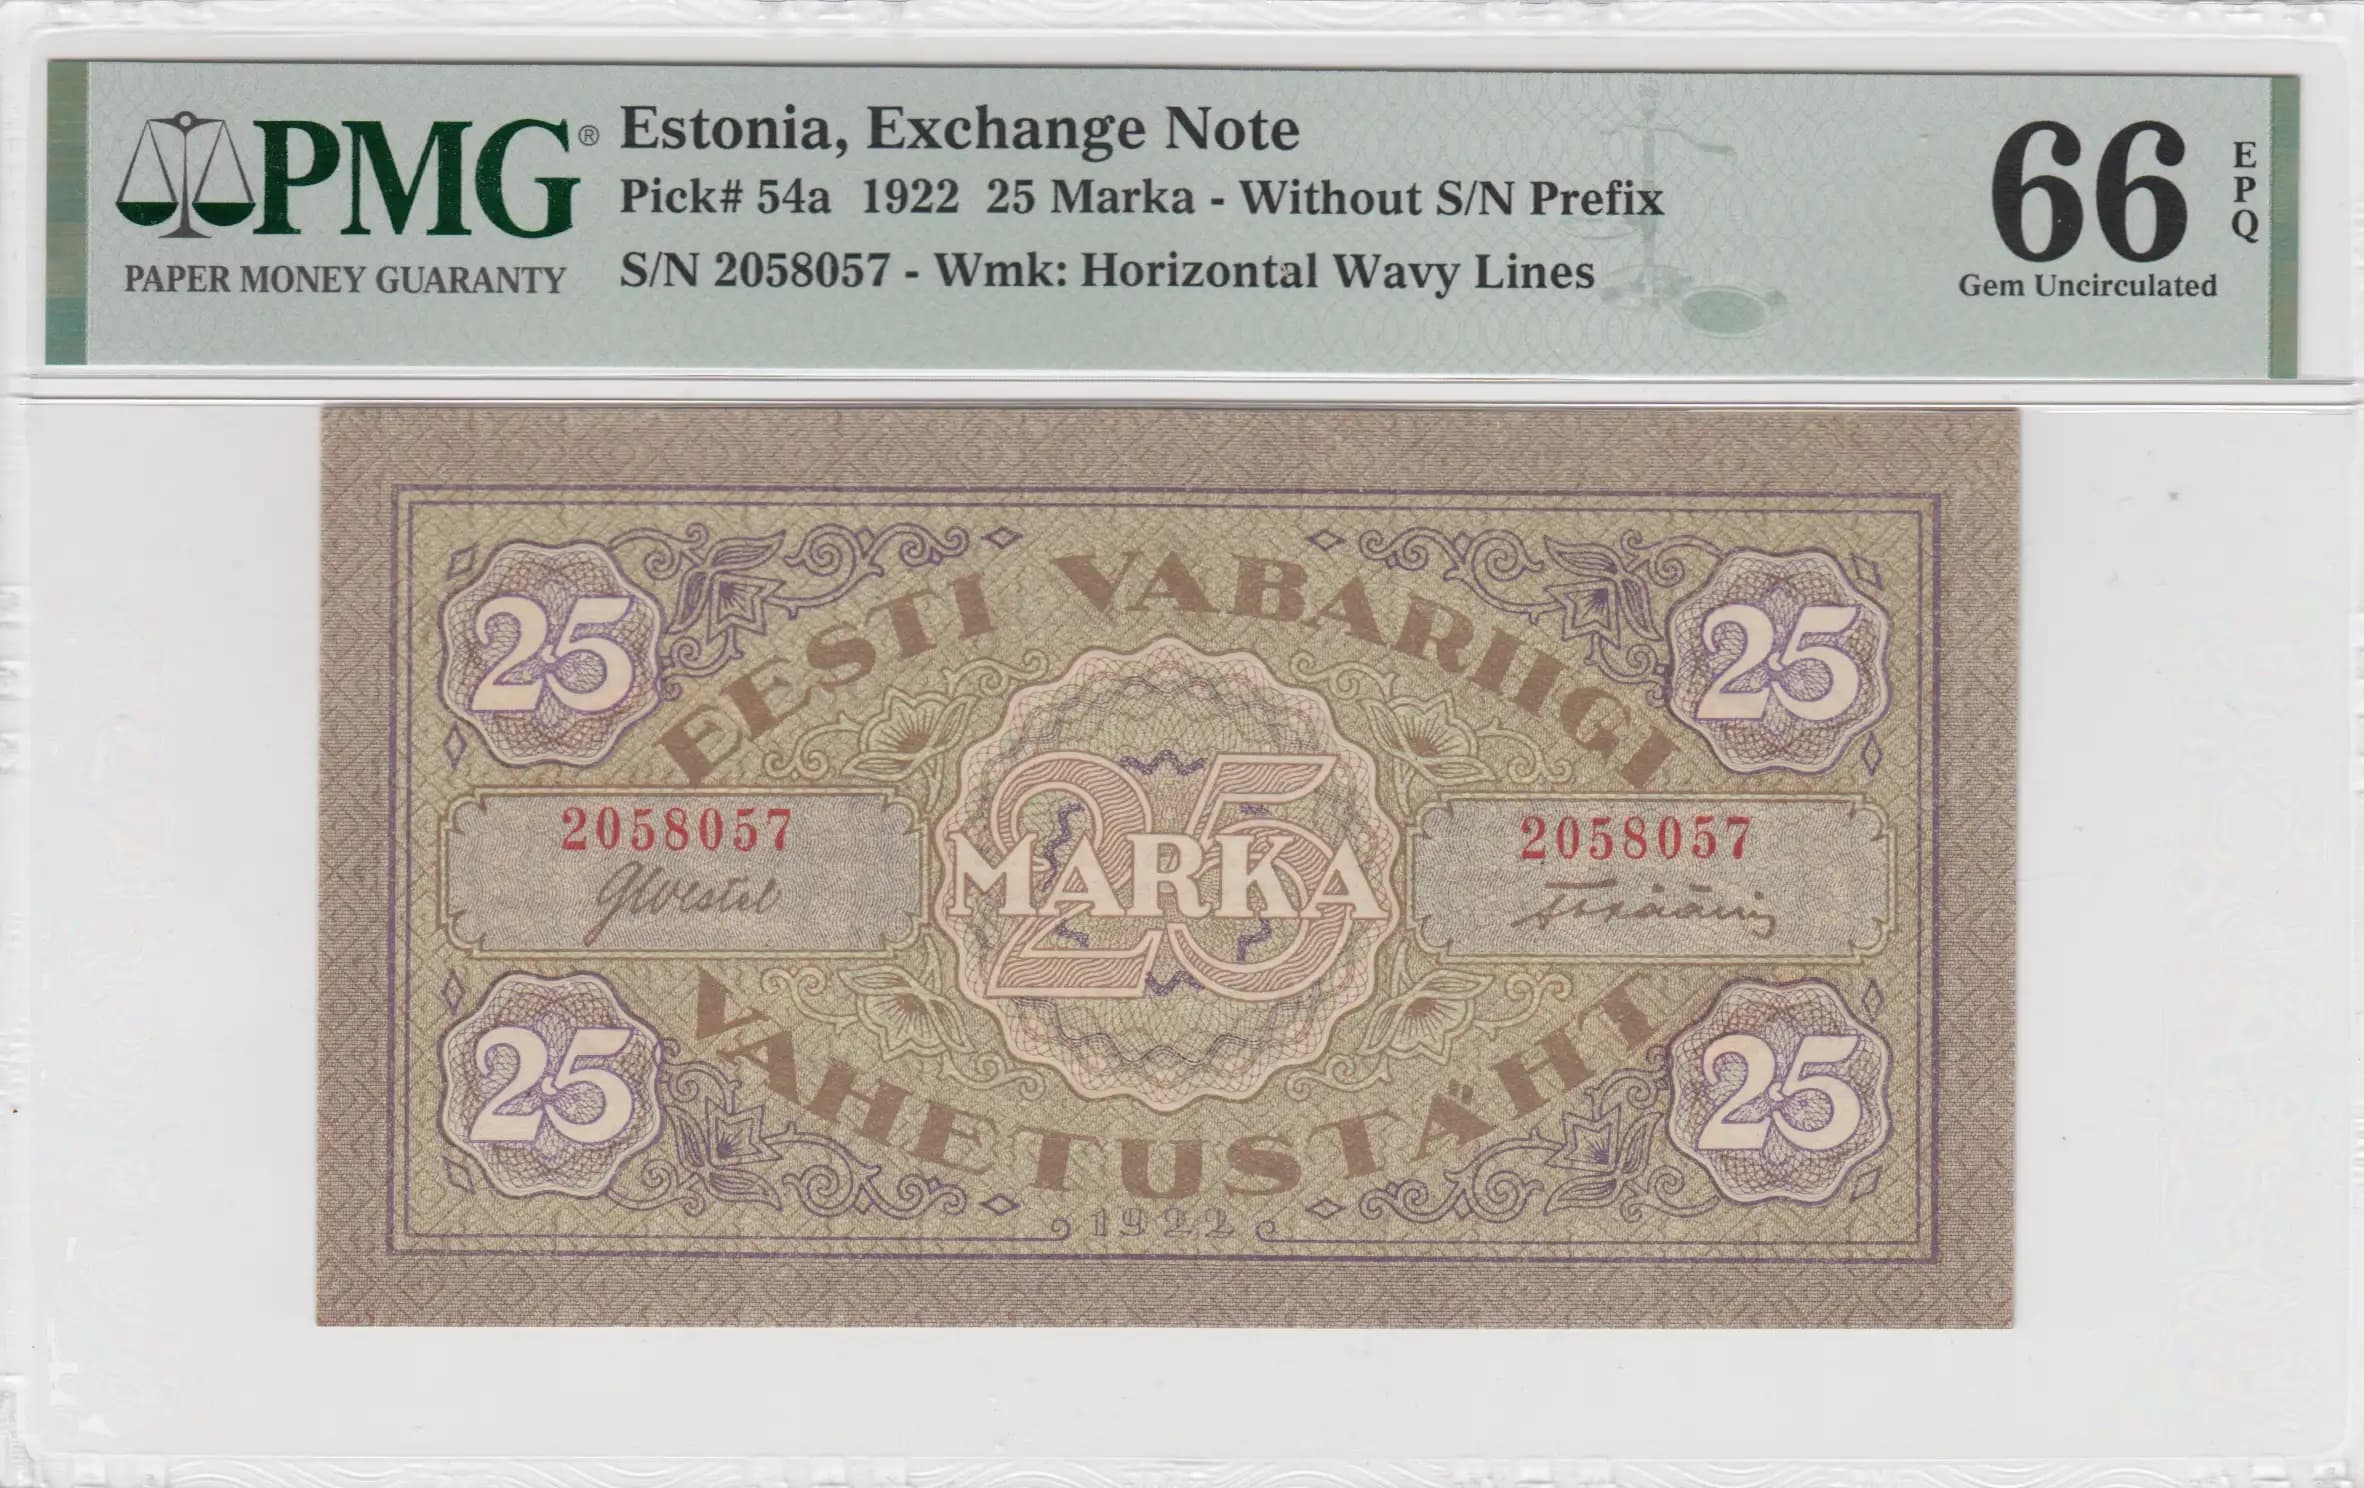 PMG®
PAPER MONEY GUARANTY
Estonia, Exchange Note
Pick# 54a 1922 25 Marka - Without S/N Prefix
S/N 2058057 - Wmk: Horizontal Wavy Lines
66
EPQ
Gem Uncirculated
EESTI VABARIIGI
25
25
2058057
25
MARKA
2058057
25
25
VAHETUSTÄHT
1922